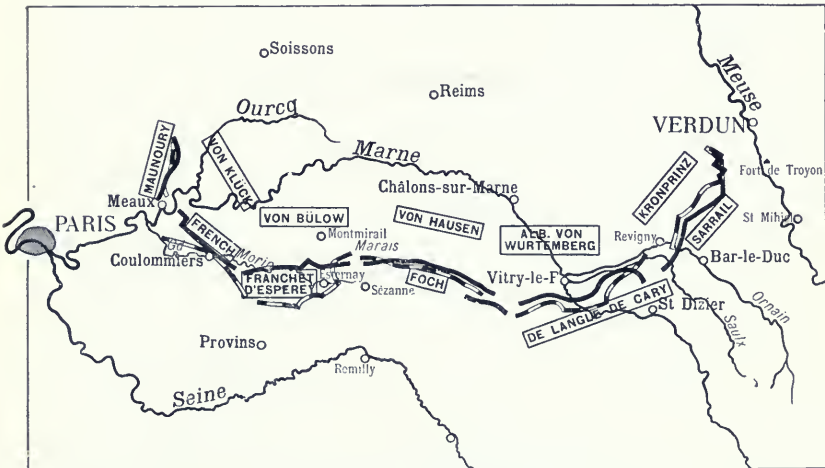 Soissons
Reims
Ourcq
Meuse
VERDUN
MAUNOURY
VON KLÜCK
Marne
Fort de Troyon
Châlons-sur-Marne
KRONPRINZ
Meaux
PARIS
FRENCH
VON BÜLOW
VON HAUSEN
ALB. VON
WURTEMBERG
SARRAIL
St Mihiel
Montmirail
Revigny
Gd
Morin
Marais
Coulommiers
Bar-le-Duc
FRANCHET
D'ESPEREY
Esternay
Sézanne
FOCH
Vitry-le-F
DE LANGLE DE CARY
St Dizier
Ornain
Saulx
Provins
Romilly
Seine